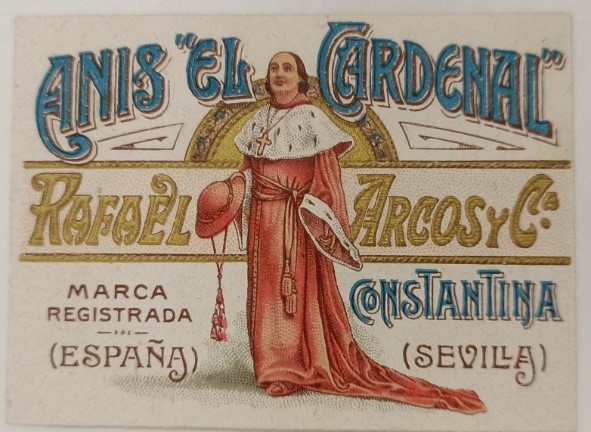 ANIS "EL CARDENAL"
RAFAEL ARCOS Y Cª
MARCA
REGISTRADA
(ESPAÑA)
CONSTANTINA
(SEVILLA)